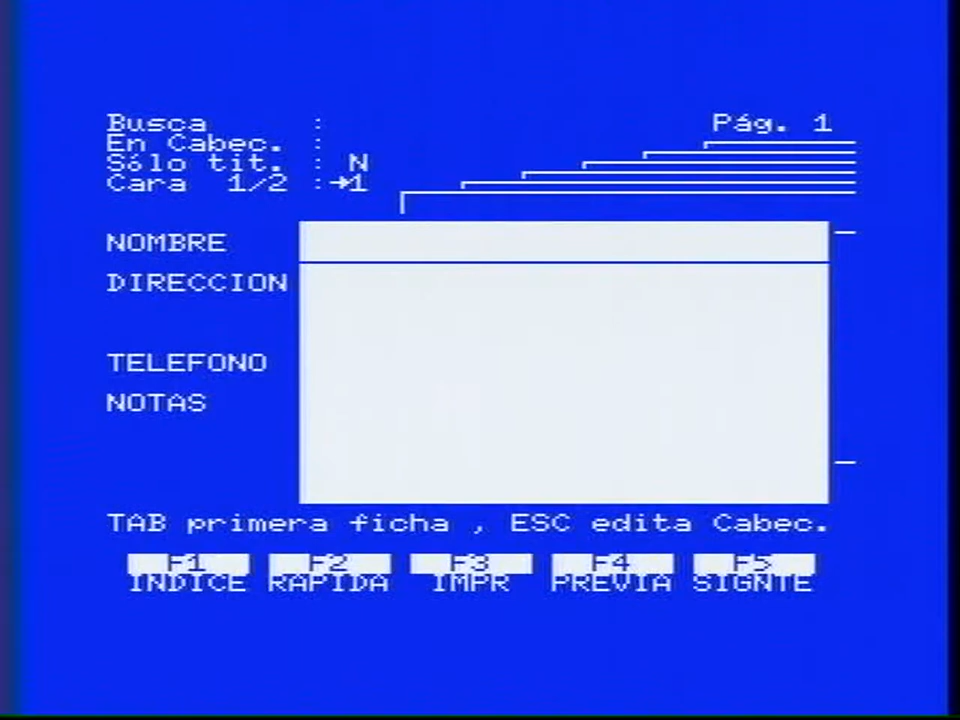 Busca :
Pág. 1
En Cabec. :
Sólo tit. : N
Cara 1/2 :→1
NOMBRE
DIRECCION
TELEFONO
NOTAS
TAB primera ficha , ESC edita Cabec.
F1 F2 F3 F4 F5
INDICE RAPIDA IMPR PREVIA SIGNTE